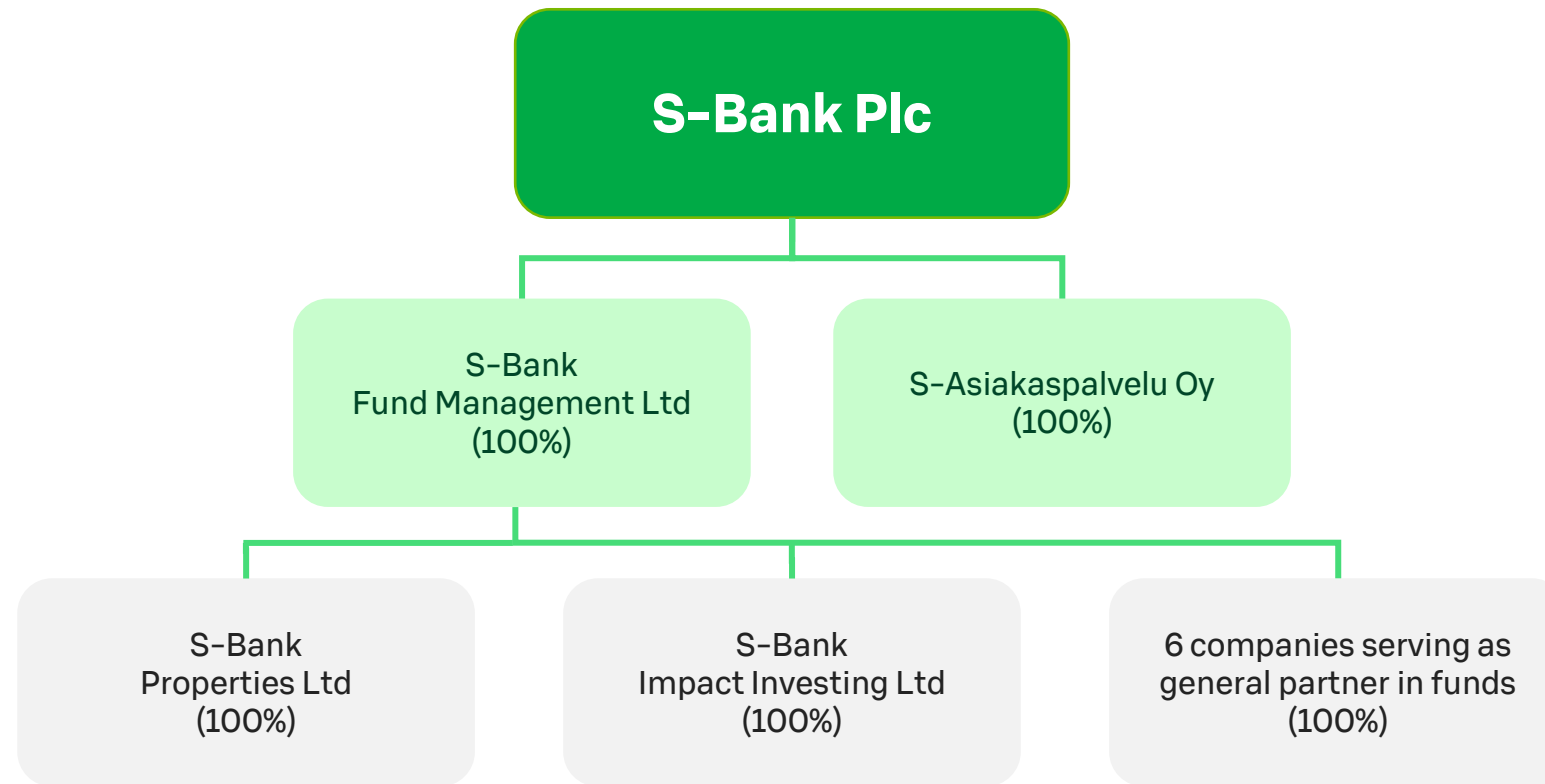 S-Bank Plc
S-Bank
Fund Management Ltd
(100%)
S-Asiakaspalvelu Oy
(100%)
S-Bank
Properties Ltd
(100%)
S-Bank
Impact Investing Ltd
(100%)
6 companies serving as
general partner in funds
(100%)